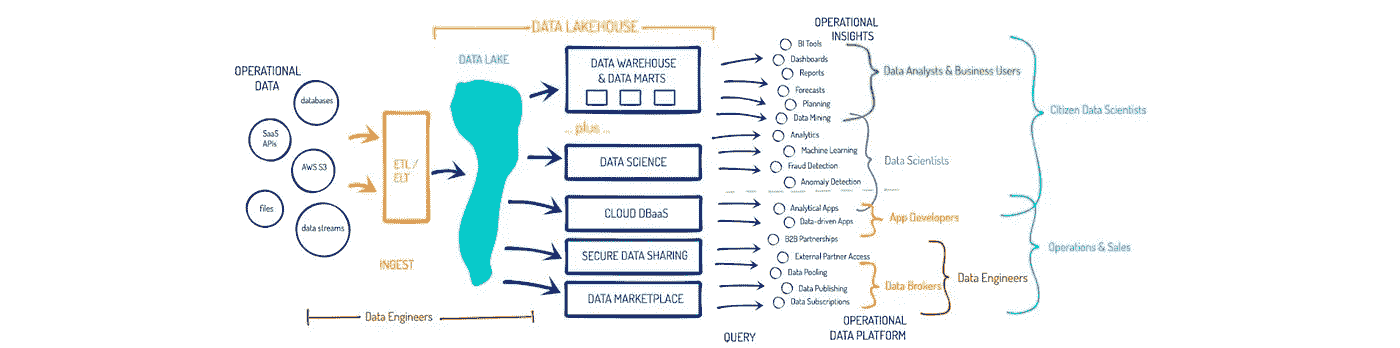 OPERATIONAL
DATA
databases
SaaS
APIs
AWS S3
files
data streams
ETL /
ELT
INGEST
Data Engineers
DATA LAKEHOUSE
DATA LAKE
DATA WAREHOUSE
& DATA MARTS
... plus ...
DATA SCIENCE
CLOUD DBaaS
SECURE DATA SHARING
DATA MARKETPLACE
QUERY
OPERATIONAL
INSIGHTS
BI Tools
Dashboards
Reports
Forecasts
Planning
Data Mining
Analytics
Machine Learning
Fraud Detection
Anomaly Detection
Analytical Apps
Data-driven Apps
B2B Partnerships
External Partner Access
Data Pooling
Data Publishing
Data Subscriptions
OPERATIONAL
DATA PLATFORM
Data Analysts & Business Users
Data Scientists
App Developers
Data Brokers
Data Engineers
Citizen Data Scientists
Operations & Sales